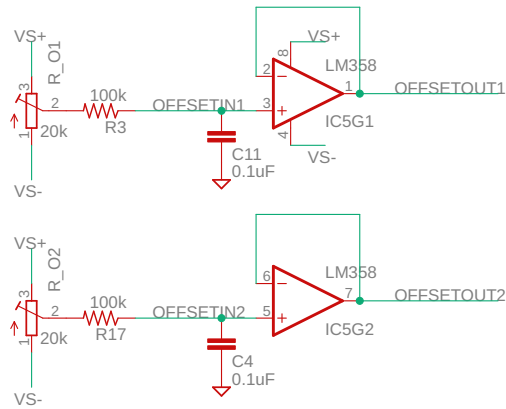 VS+
R_O1
3
2
1
20k
VS-
100k
R3
OFFSETIN1
C11
0.1uF
2
3
8
VS+
LM358
1
OFFSETOUT1
IC5G1
4
VS-
VS+
R_O2
3
2
1
20k
VS-
100k
R17
OFFSETIN2
C4
0.1uF
6
5
LM358
7
OFFSETOUT2
IC5G2